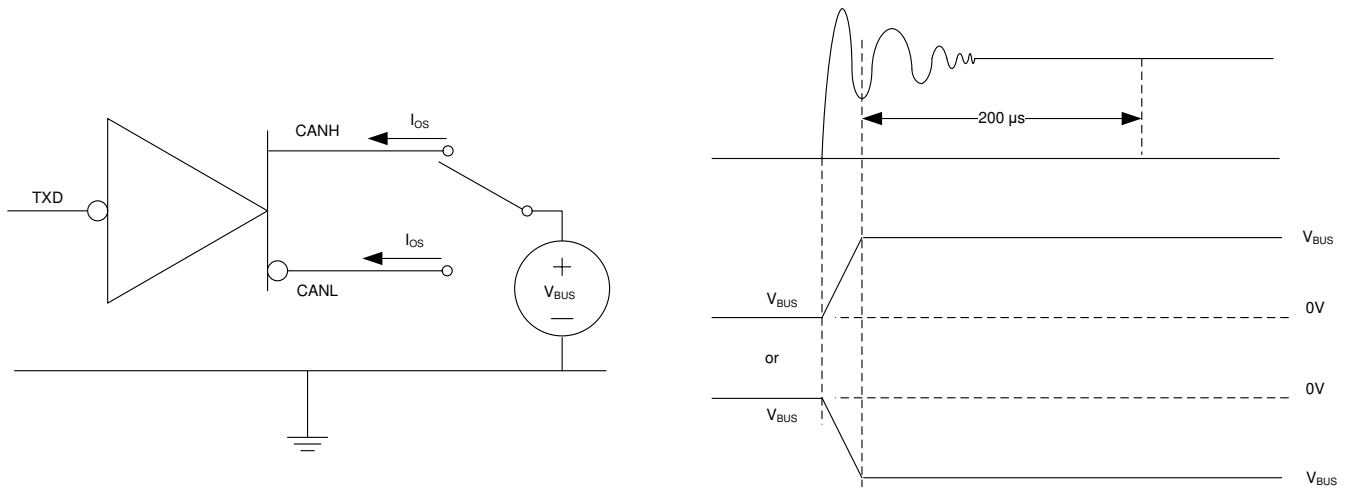 TXD
CANH
I_OS
I_OS
CANL
+
V_BUS
—
200 µs
V_BUS
V_BUS
0V
or
0V
V_BUS
V_BUS